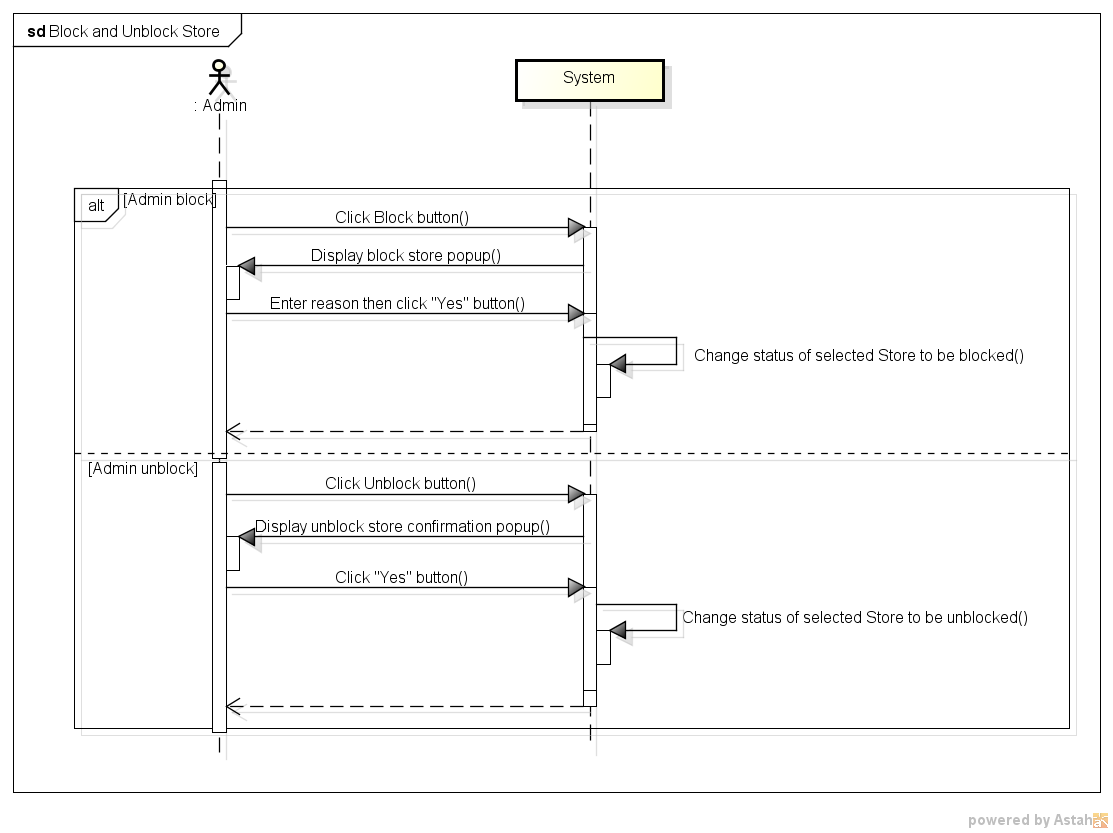 sd Block and Unblock Store
: Admin
System
alt
[Admin block]
Click Block button()
Display block store popup()
Enter reason then click "Yes" button()
Change status of selected Store to be blocked()
[Admin unblock]
Click Unblock button()
Display unblock store confirmation popup()
Click "Yes" button()
Change status of selected Store to be unblocked()
powered by Astah